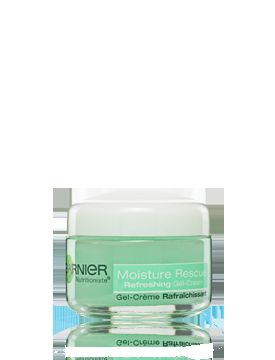 GARNIER
Nutritioniste®
Moisture Rescue
Refreshing Gel-Cream
Gel-Crème Rafraîchissant